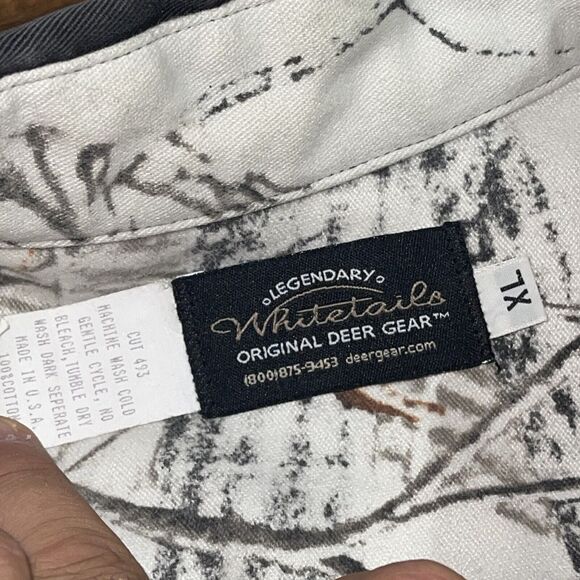 LEGENDARY
Whitetails
ORIGINAL DEER GEAR™
(800)875-9453 deergear.com
XL
CUT 493
MACHINE WASH COLD
GENTLE CYCLE, NO
BLEACH,TUMBLE DRY
WASH DARK SEPERATE
MADE IN U.S.A.
100%COTTON